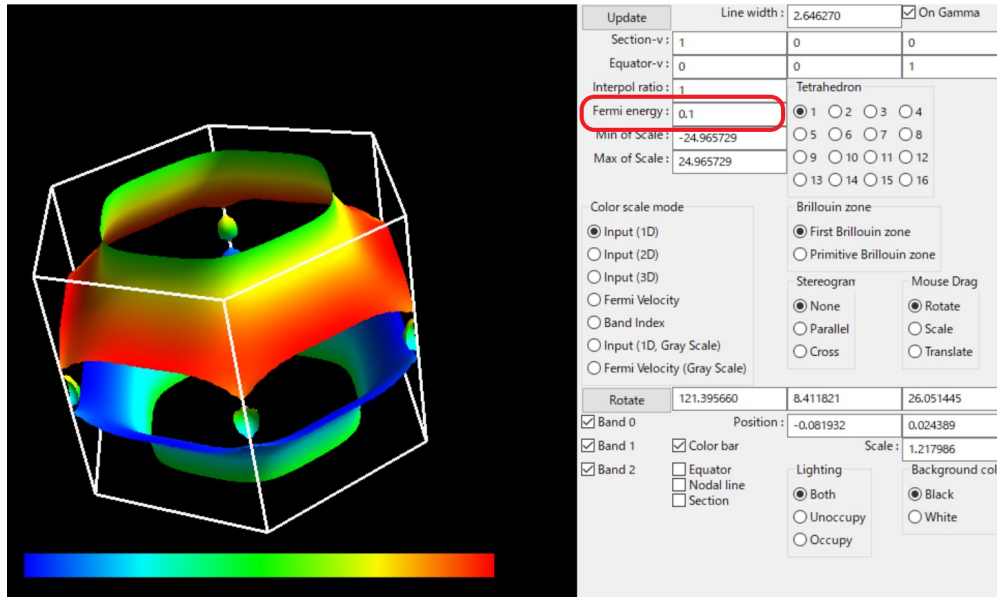 Update Line width : 2.646270 On Gamma
Section-v : 1 0 0
Equator-v : 0 0 1
Interpol ratio : 1 Tetrahedron
Fermi energy : 0.1 1 2 3 4
Min of Scale : -24.965729 5 6 7 8
Max of Scale : 24.965729 9 10 11 12
13 14 15 16
Color scale mode Brillouin zone
Input (1D) First Brillouin zone
Input (2D) Primitive Brillouin zone
Input (3D) Stereogran Mouse Drag
Fermi Velocity None Rotate
Band Index Parallel Scale
Input (1D, Gray Scale) Cross Translate
Fermi Velocity (Gray Scale)
Rotate 121.395660 8.411821 26.051445
Band 0 Position : -0.081932 0.024389
Band 1 Color bar Scale : 1.217986
Band 2 Equator Lighting Background col
Nodal line Both Black
Section Unoccupy White
Occupy